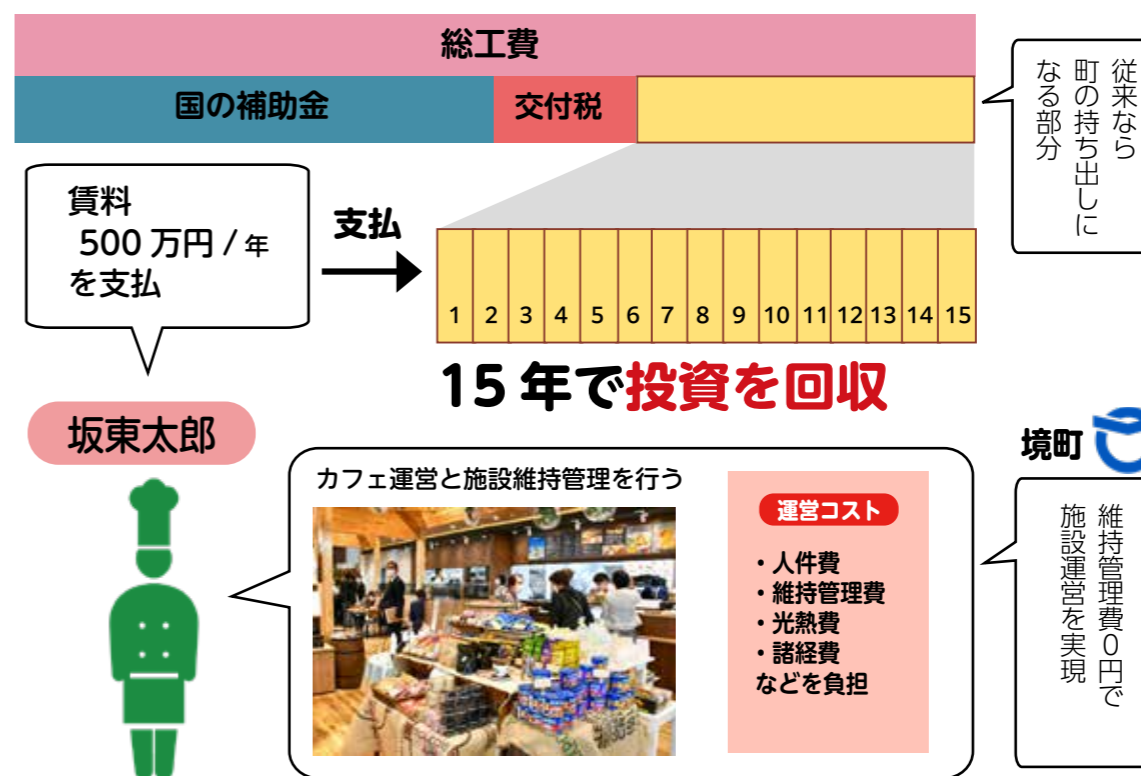 総工費
国の補助金
交付税
従来なら
町の持ち出しに
なる部分
賃料
500 万円 / 年
を支払
支払
1 2 3 4 5 6 7 8 9 10 11 12 13 14 15
15 年で投資を回収
坂東太郎
カフェ運営と施設維持管理を行う
運営コスト
・人件費
・維持管理費
・光熱費
・諸経費
などを負担
境町
維持管理費０円で
施設運営を実現